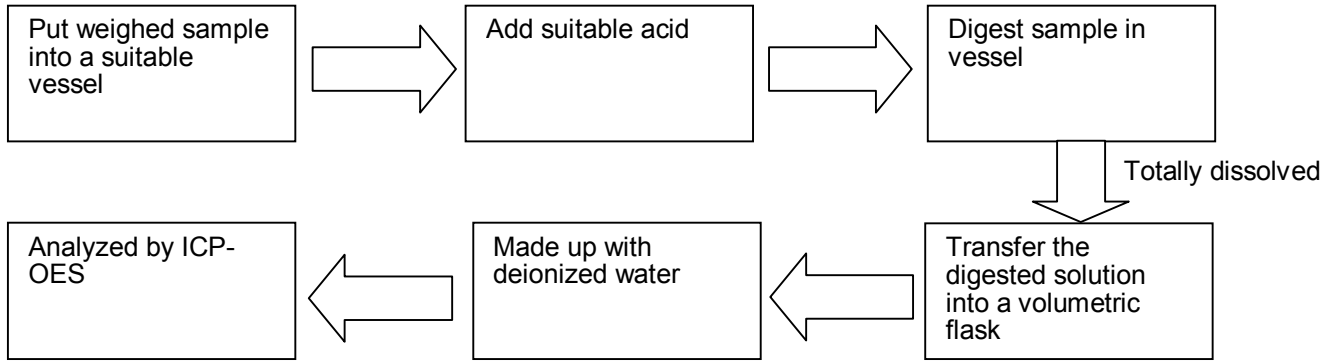 Put weighed sample
into a suitable
vessel
Add suitable acid
Digest sample in
vessel
Totally dissolved
Transfer the
digested solution
into a volumetric
flask
Made up with
deionized water
Analyzed by ICP-
OES